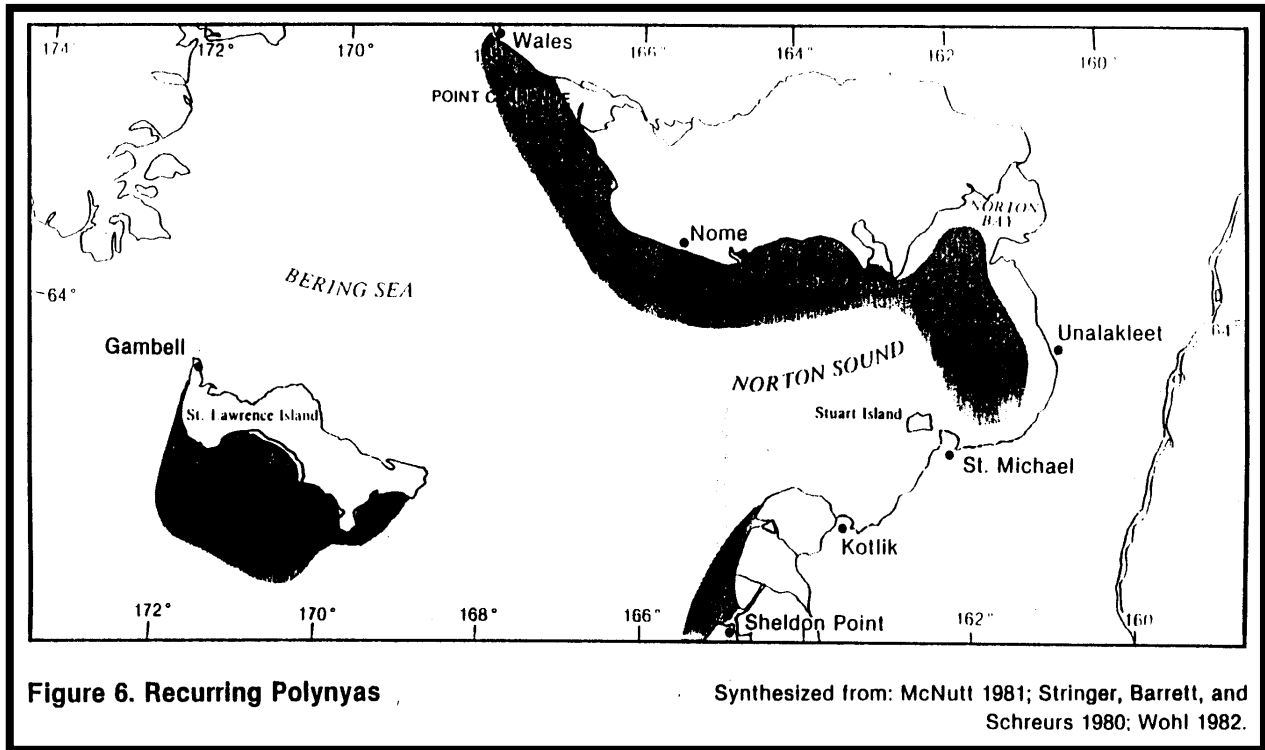 174°
172°
170°
166°
164°
162
160°
Wales
POINT
NORTON
BAY
Nome
BERING SEA
64°
Unalakleet
64
Gambell
NORTON SOUND
St. Lawrence Island
Stuart Island
St. Michael
Kotlik
172°
170°
168°
166°
Sheldon Point
162°
160
Figure 6. Recurring Polynyas
Synthesized from: McNutt 1981; Stringer, Barrett, and
Schreurs 1980; Wohl 1982.